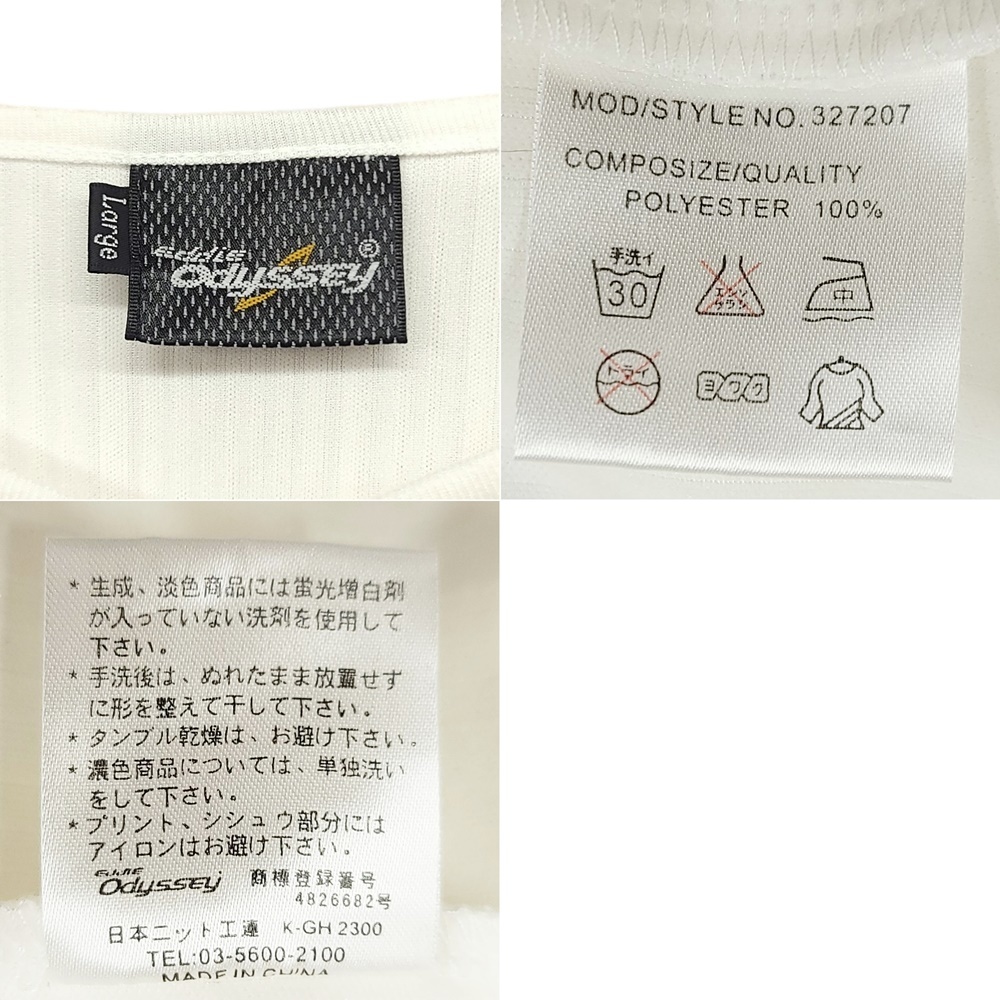 Large
hassypo®
MOD/STYLE NO. 327207
COMPOSIZE/QUALITY
POLYESTER 100%
手洗イ
30
中
ヨワク
* 生成、淡色商品には蛍光増白剤
が入っていない洗剤を使用して
下さい。
* 手洗後は、ぬれたまま放置せず
に形を整えて干して下さい。
* タンブル乾燥は、お避け下さい。
* 濃色商品については、単独洗い
をして下さい。
* プリント、シシュウ部分には
アイロンはお避け下さい。
Odyssey 商標登録番号
4826682号
日本ニット工連 K-GH 2300
TEL:03-5600-2100
MADE IN CHINA